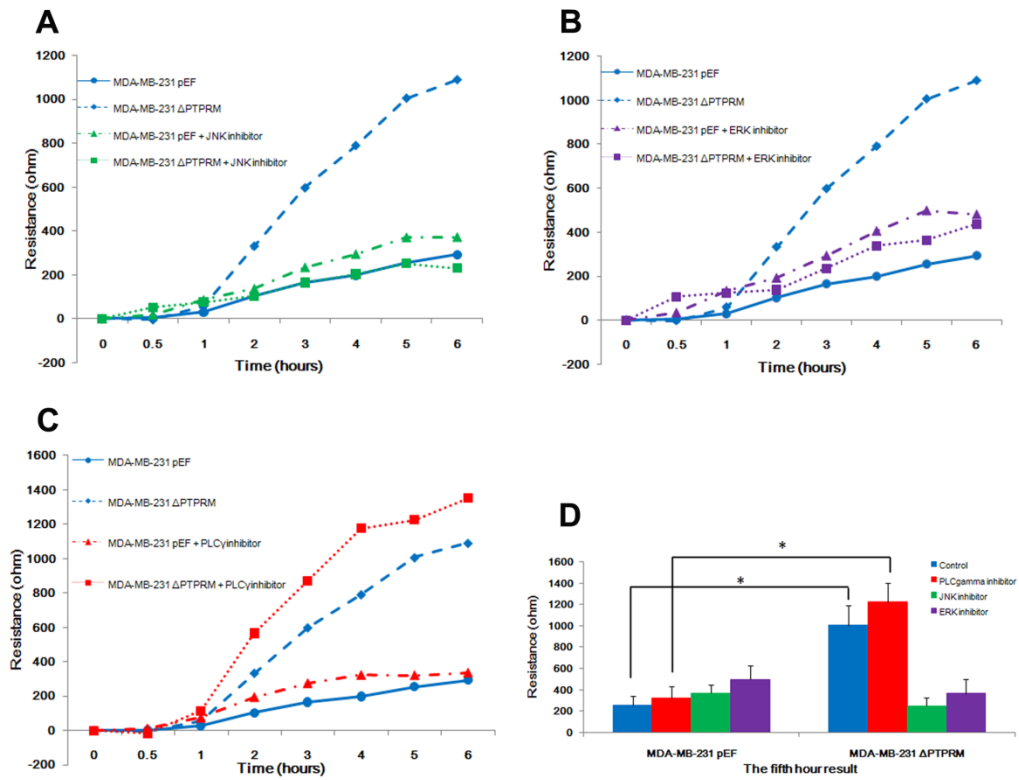 A
1200
1000
800
600
400
200
0
-200
Resistance (ohm)
MDA-MB-231 pEF
MDA-MB-231 ΔPTPRM
MDA-MB-231 pEF + JNK inhibitor
MDA-MB-231 ΔPTPRM + JNK inhibitor
0 0.5 1 2 3 4 5 6
Time (hours)
B
1200
1000
800
600
400
200
0
-200
Resistance (ohm)
MDA-MB-231 pEF
MDA-MB-231 ΔPTPRM
MDA-MB-231 pEF + ERK inhibitor
MDA-MB-231 ΔPTPRM + ERK inhibitor
0 0.5 1 2 3 4 5 6
Time (hours)
C
1600
1400
1200
1000
800
600
400
200
0
-200
Resistance (ohm)
MDA-MB-231 pEF
MDA-MB-231 ΔPTPRM
MDA-MB-231 pEF + PLCγinhibitor
MDA-MB-231 ΔPTPRM + PLCγinhibitor
0 0.5 1 2 3 4 5 6
Time (hours)
D
1600
1400
1200
1000
800
600
400
200
0
Resistance (ohm)
*
*
Control
PLCgamma inhibitor
JNK inhibitor
ERK inhibitor
MDA-MB-231 pEF MDA-MB-231 ΔPTPRM
The fifth hour result